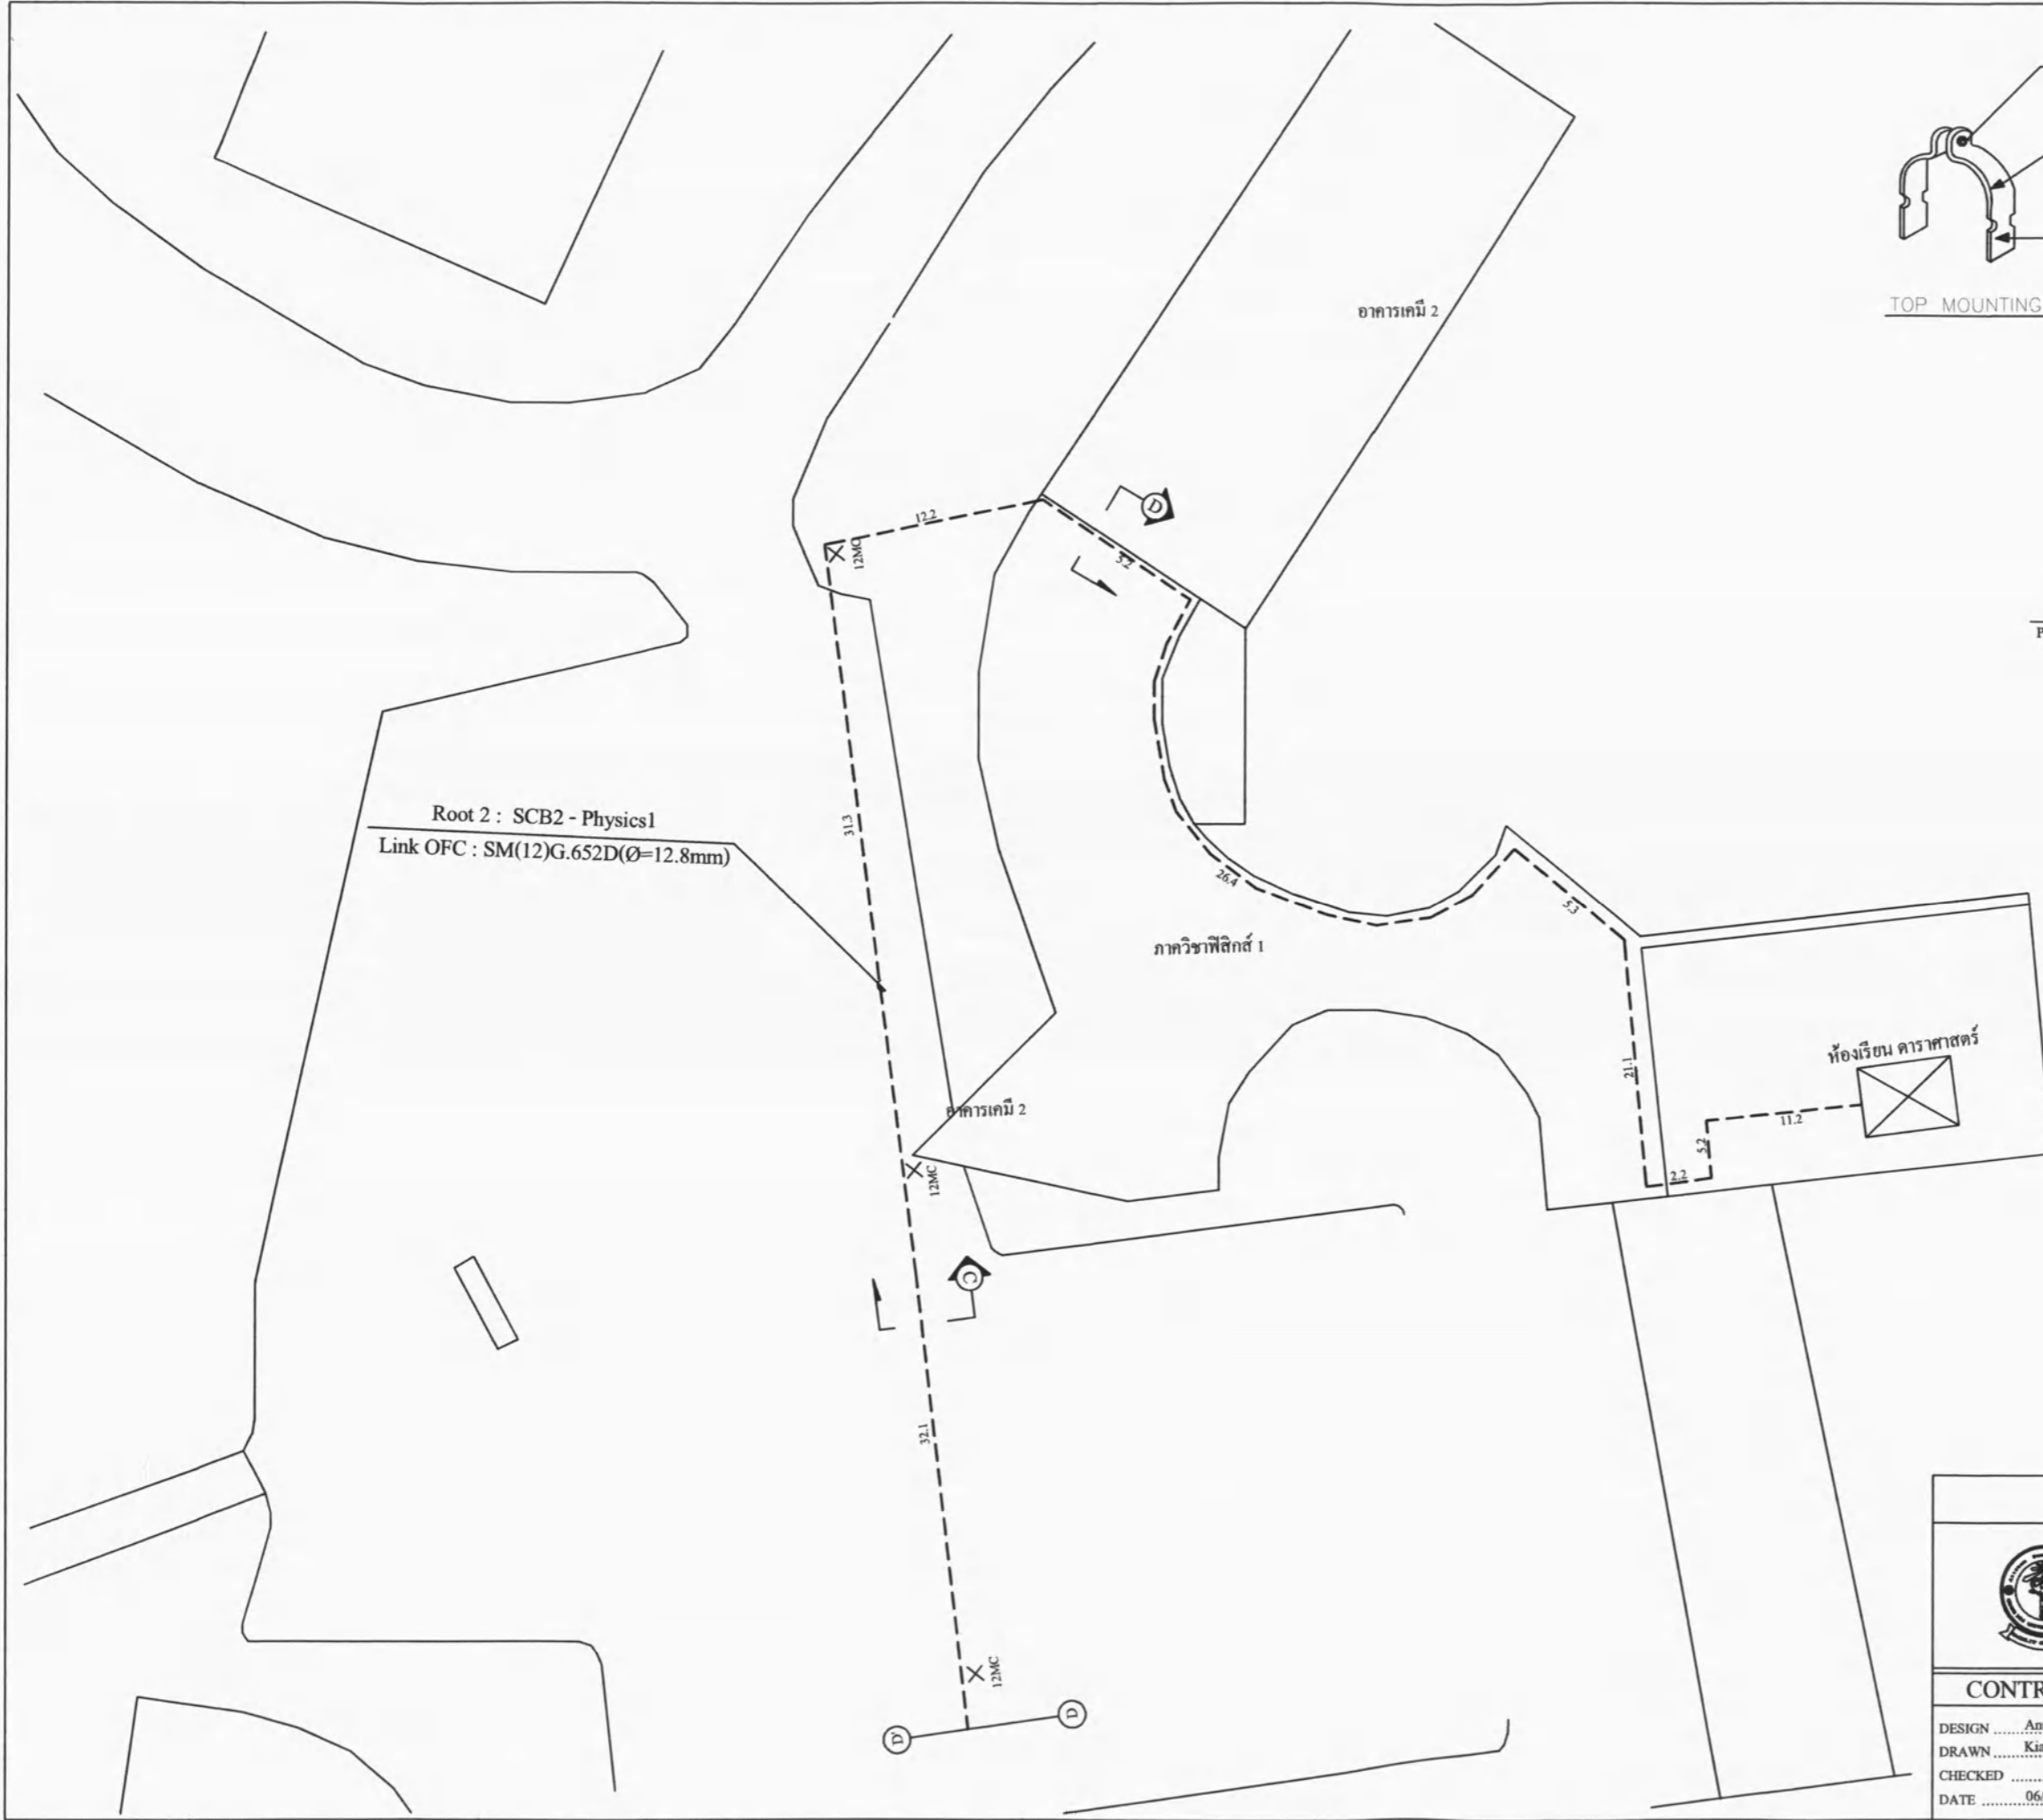 TOP MOUNTING
อาคารเคมี 2
D
12.2
12MC
5.2
31.3
Root 2 : SCB2 - Physics1
Link OFC : SM(12)G.652D(Ø=12.8mm)
26.4
5.3
ภาควิชาฟิสิกส์ 1
ห้องเรียน ดาราศาสตร์
21.1
11.2
5.2
2.2
อาคารเคมี 2
12MC
C
32.1
12MC
D'
D
CONTR
DESIGN
DRAWN
CHECKED
DATE 06